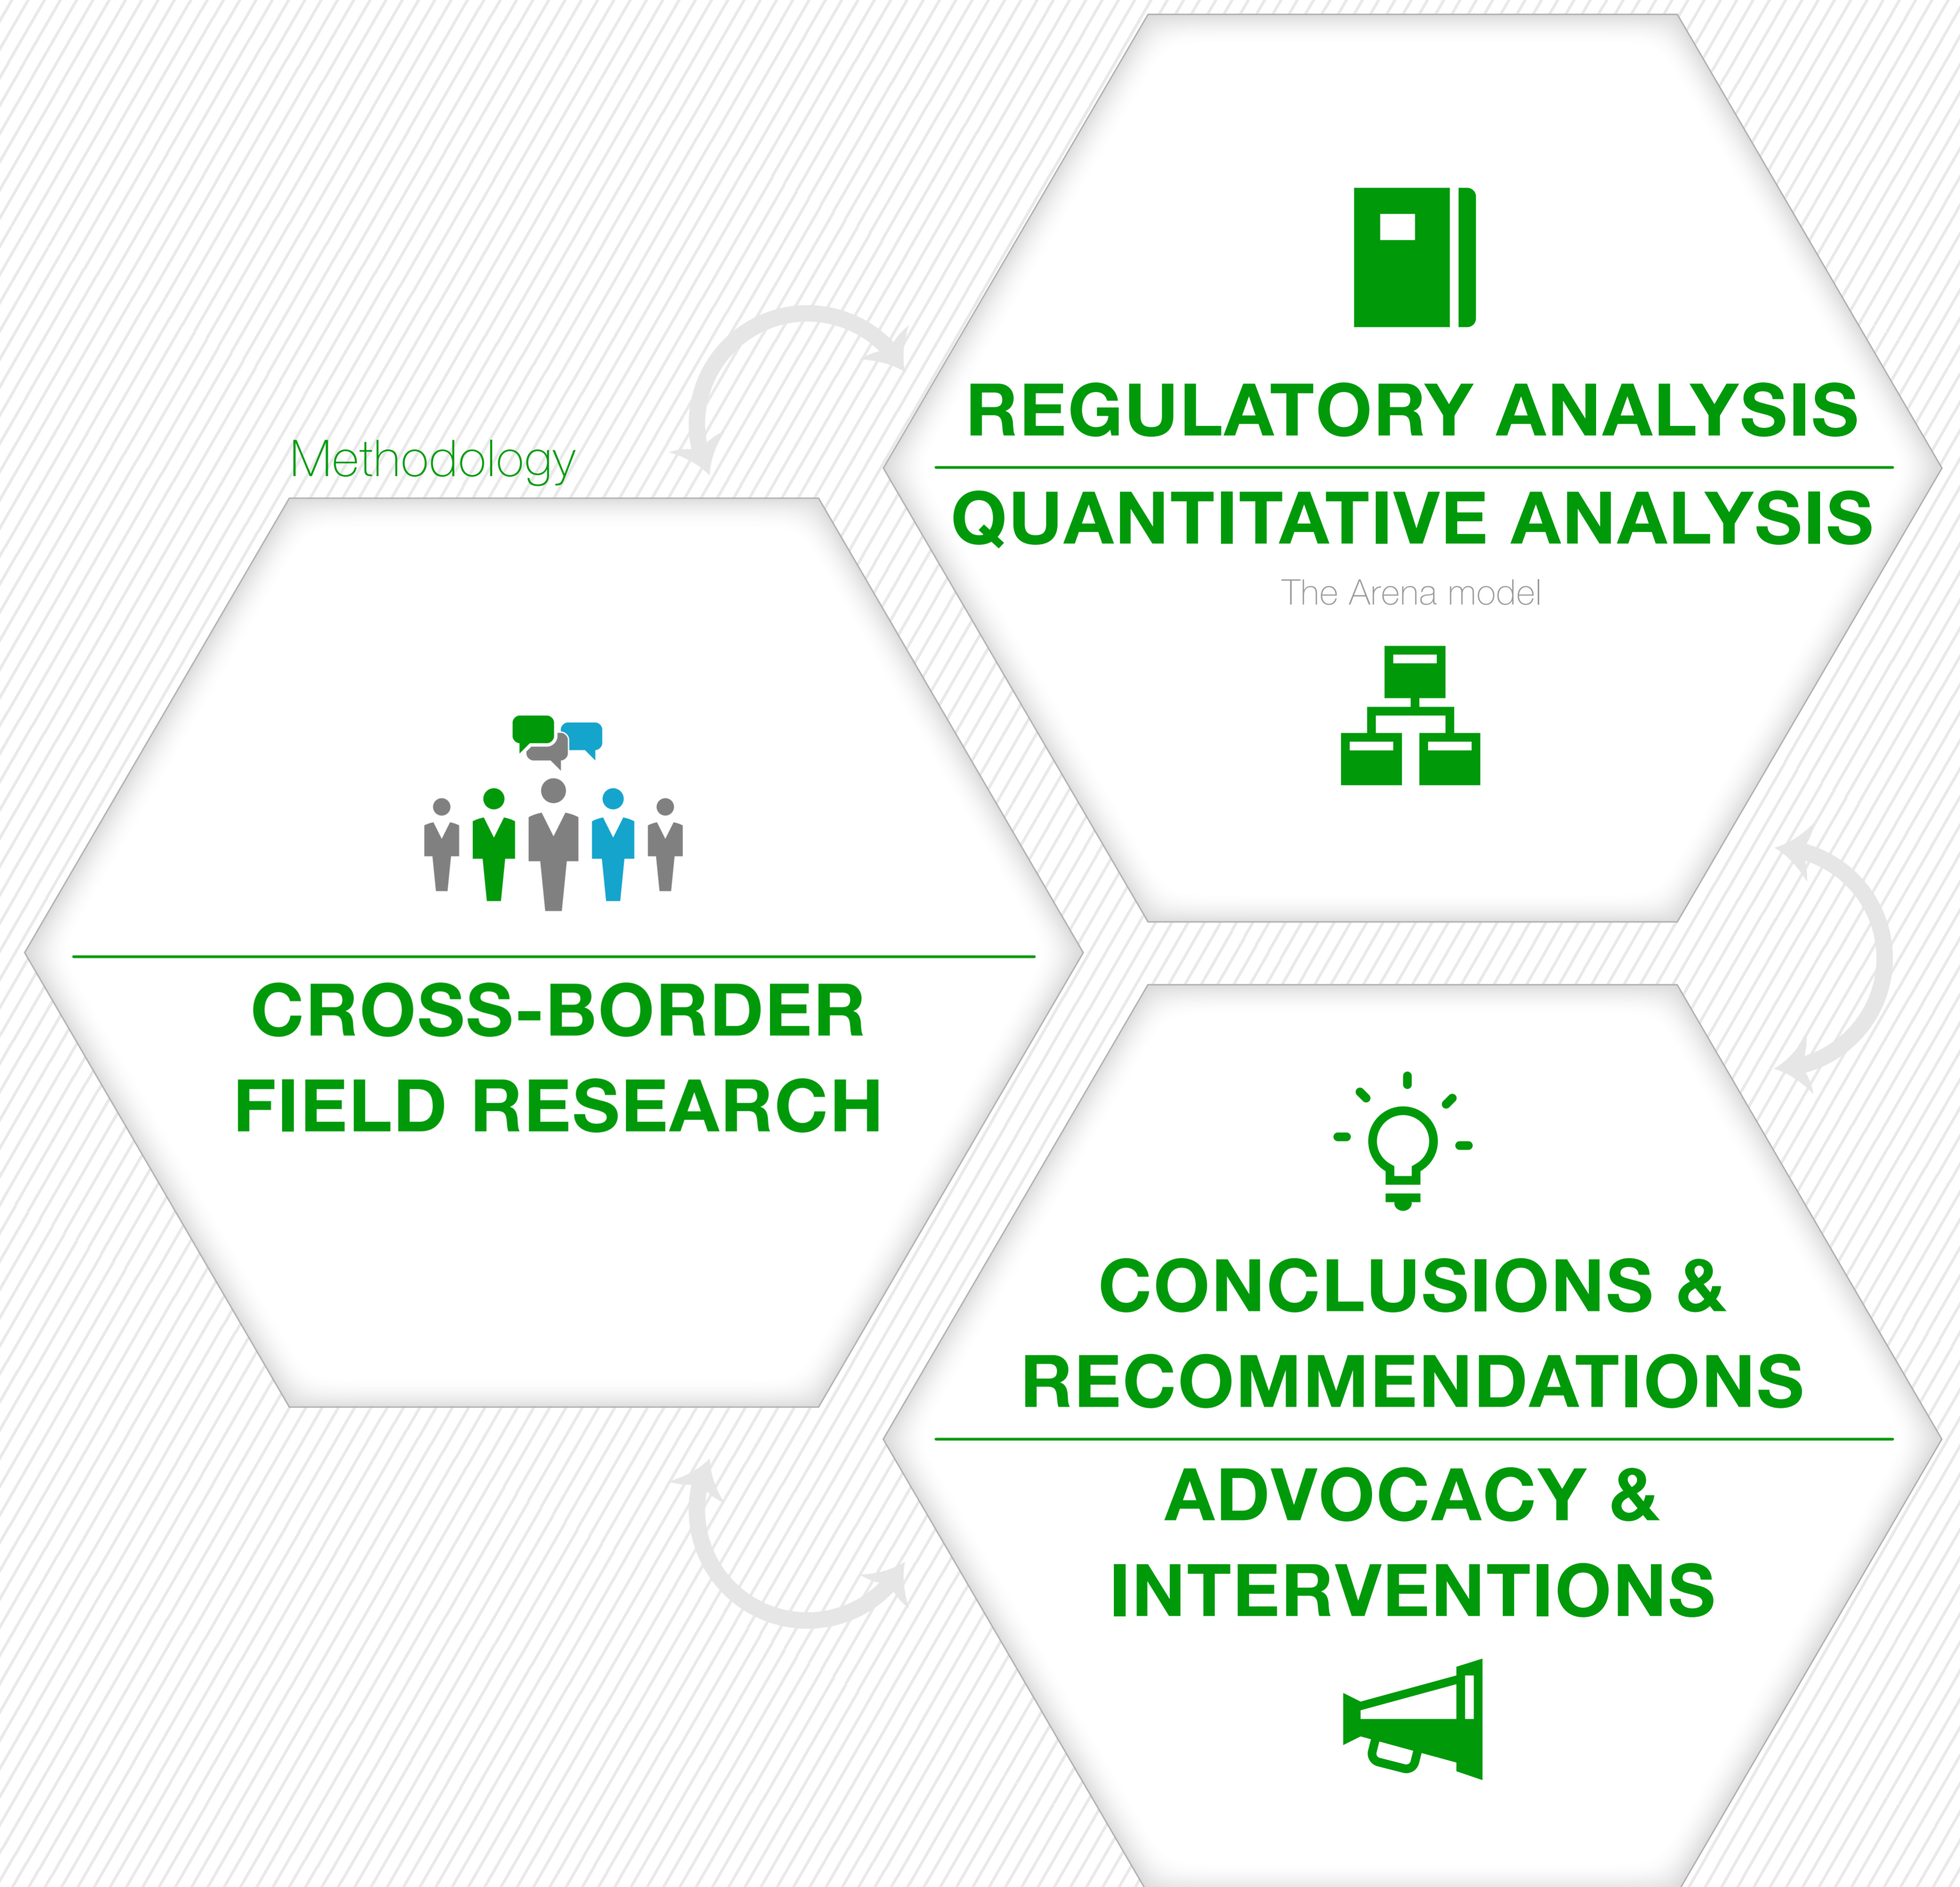 Methodology
CROSS-BORDER
FIELD RESEARCH
REGULATORY ANALYSIS
QUANTITATIVE ANALYSIS
The Arena model
CONCLUSIONS &
RECOMMENDATIONS
ADVOCACY &
INTERVENTIONS